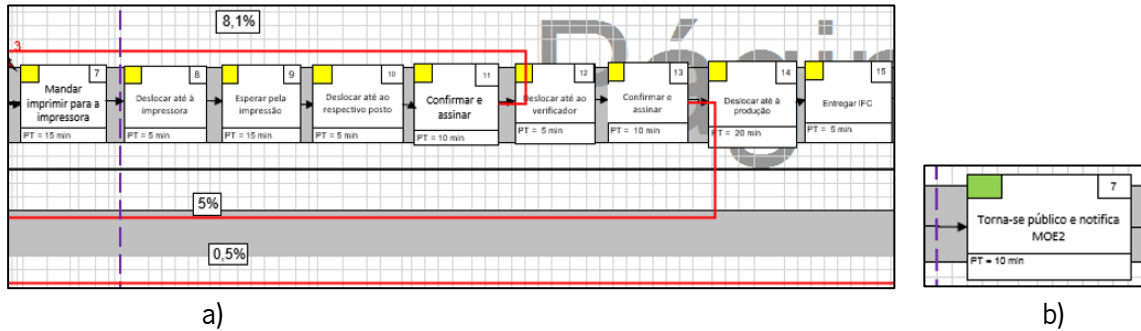 8,1%
3
7
Mandar
imprimir para a
impressora
PT = 15 min
8
Deslocar até à
impressora
PT = 5 min
9
Esperar pela
impressão
PT = 15 min
10
Deslocar até ao
respectivo posto
PT = 5 min
11
Confirmar e
assinar
PT = 10 min
12
Deslocar até ao
verificador
PT = 5 min
13
Confirmar e
assinar
PT = 10 min
14
Deslocar até à
produção
PT = 20 min
15
Entregar IFC
PT = 5 min
5%
0,5%
a)
7
Torna-se público e notifica
MOE2
PT = 10 min
b)